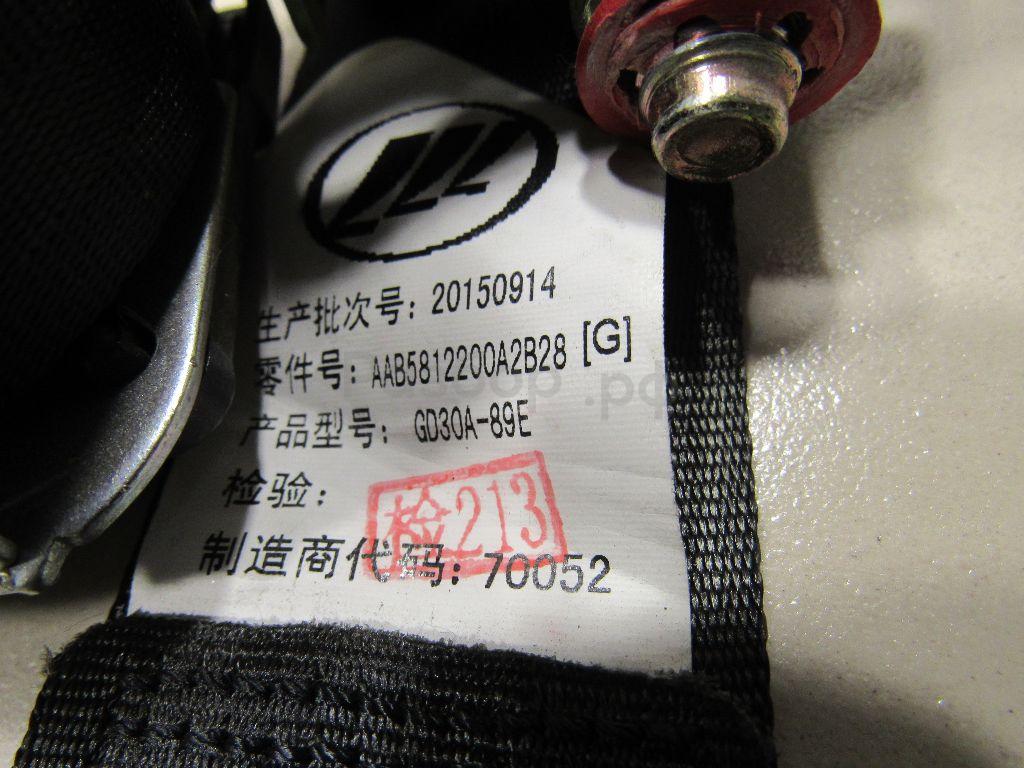 生产批次号: 20150914
零件号: AAB5812200A2B28 [G]
产品型号: GD30A-89E
检验:
检213
制造商代码: 70052